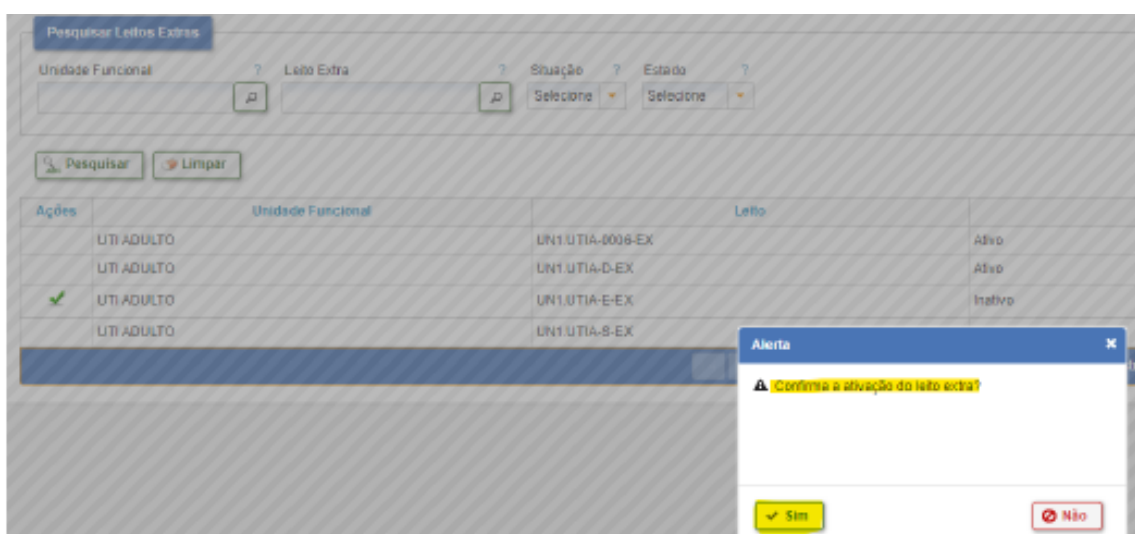 Pesquisar Leitos Extras
Unidade Funcional ? Leito Extra ? Situação ? Estado ?
Selecione Selecione
Pesquisar Limpar
Ações Unidade Funcional Leito
UTI ADULTO UN1.UTIA-0006-EX Ativo
UTI ADULTO UN1.UTIA-D-EX Ativo
UTI ADULTO UN1.UTIA-E-EX Inativo
UTI ADULTO UN1.UTIA-S-EX
Alerta
Confirma a ativação do leito extra?
Sim Não